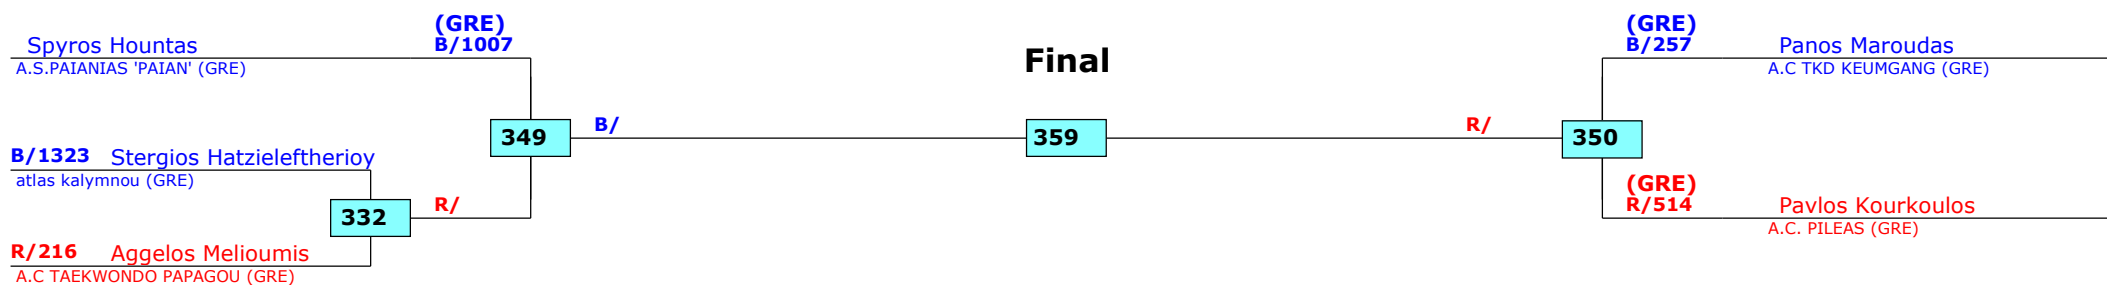 (GRE)
B/1007
Spyros Hountas
A.S.PAIANIAS 'PAIAN' (GRE)
Final
(GRE)
B/257
Panos Maroudas
A.C TKD KEUMGANG (GRE)
349
B/
359
R/
350
B/1323 Stergios Hatzieleftherioy
atlas kalymnou (GRE)
332
R/
(GRE)
R/514
Pavlos Kourkoulos
A.C. PILEAS (GRE)
R/216 Aggelos Melioumis
A.C TAEKWONDO PAPAGOU (GRE)